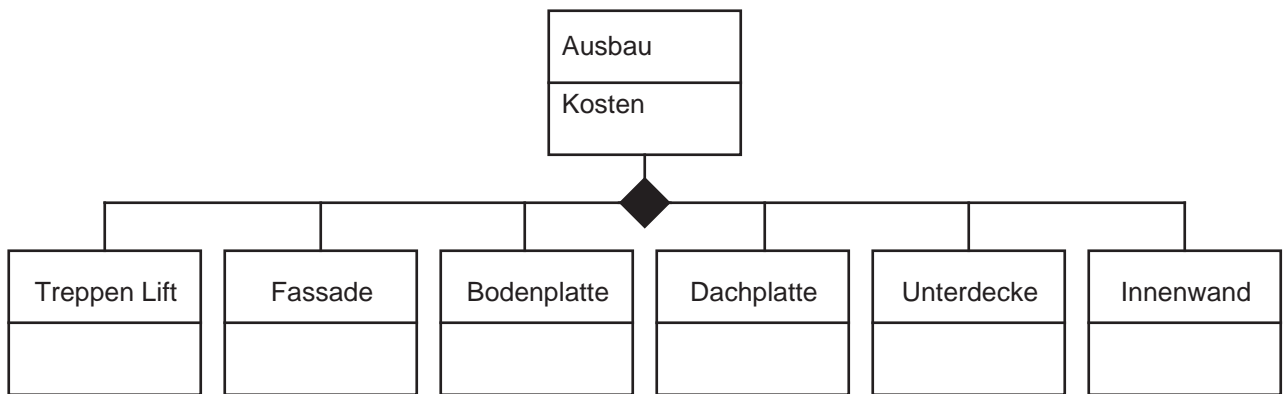 Ausbau
Kosten
Treppen Lift
Fassade
Bodenplatte
Dachplatte
Unterdecke
Innenwand